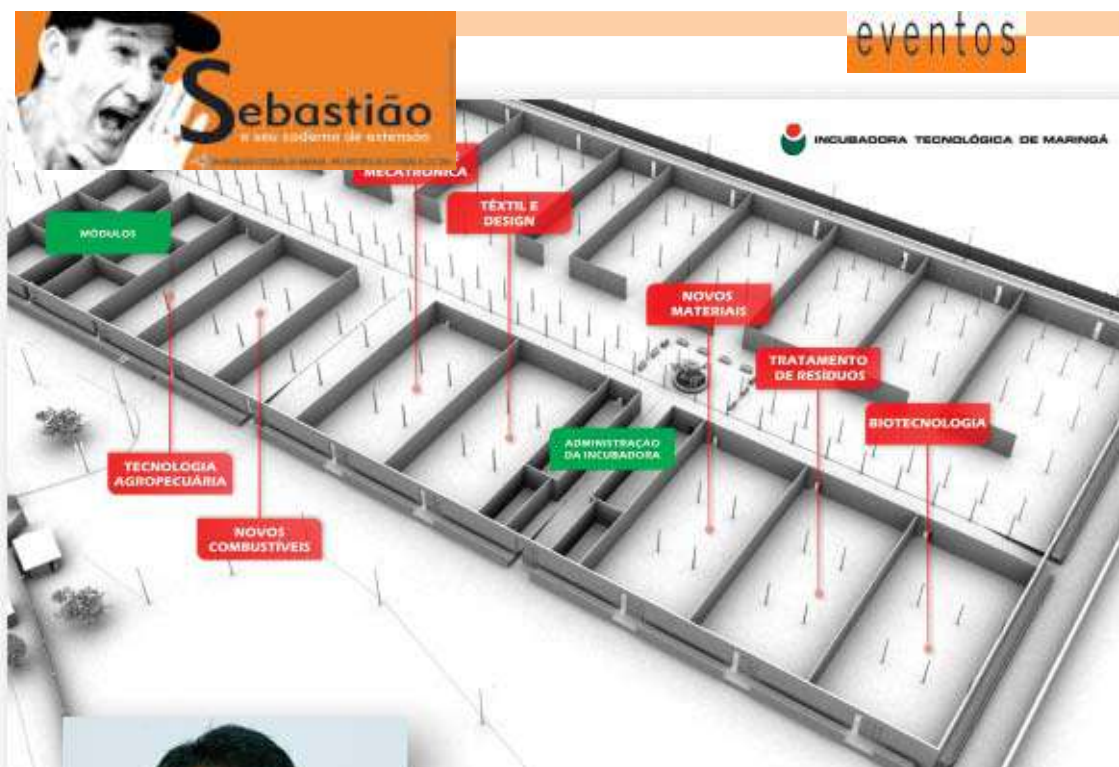 eventos
Sebastião
e seu caderno de extensão
INCUBADORA TECNOLÓGICA DE MARINGÁ
MECATRÔNICA
TÊXTIL E
DESIGN
MÓDULOS
NOVOS
MATERIAIS
TRATAMENTO
DE RESÍDUOS
BIOTECNOLOGIA
ADMINISTRAÇÃO
DA INCUBADORA
TECNOLOGIA
AGROPECUÁRIA
NOVOS
COMBUSTÍVEIS